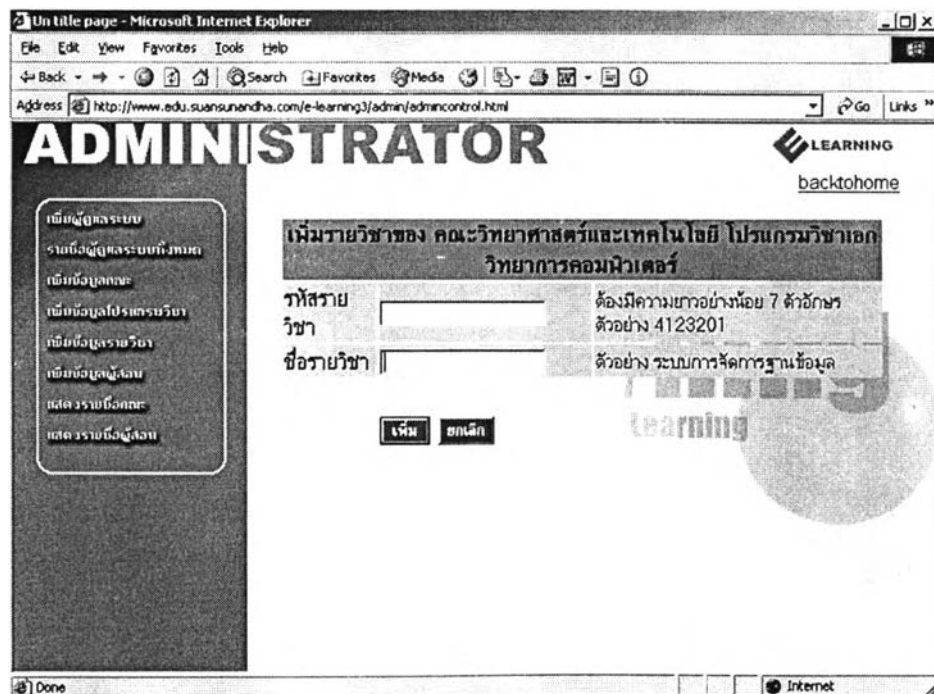 Un title page - Microsoft Internet Explorer
File Edit View Favorites Tools Help
Back Search Favorites Media
Address http://www.edu.suansunandha.com/e-learning3/admin/admincontrol.html Go Links »
ADMINISTRATOR
LEARNING
backtohome
เพิ่มผู้ดูแลระบบ
รายชื่อผู้ดูแลระบบทั้งหมด
เพิ่มข้อมูลคณะ
เพิ่มข้อมูลโปรแกรมวิชา
เพิ่มข้อมูลรายวิชา
เพิ่มข้อมูลผู้สอน
แสดงรายชื่อคณะ
แสดงรายชื่อผู้สอน
เพิ่มรายวิชาของ คณะวิทยาศาสตร์และเทคโนโลยี โปรแกรมวิชาเอก
วิทยาการคอมพิวเตอร์
รหัสราย
วิชา
ต้องมีความยาวอย่างน้อย 7 ตัวอักษร
ตัวอย่าง 4123201
ชื่อรายวิชา
ตัวอย่าง ระบบการจัดการฐานข้อมูล
เพิ่ม ยกเลิก
Learning
Done Internet